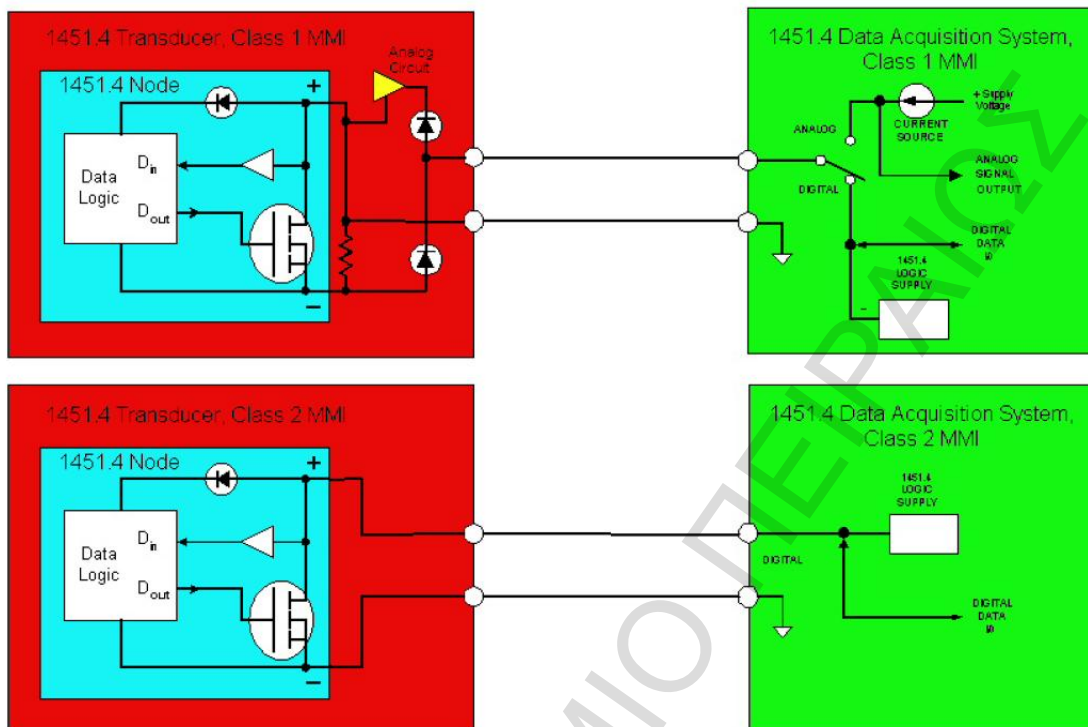 1451.4 Transducer, Class 1 MMI
Analog
Circuit
1451.4 Node
+
Data
Logic
Din
Dout
−
1451.4 Data Acquisition System,
Class 1 MMI
+ Supply
Voltage
CURRENT
SOURCE
ANALOG
ANALOG
SIGNAL
OUTPUT
DIGITAL
DIGITAL
DATA
I/O
1451.4
LOGIC
SUPPLY
-
1451.4 Transducer, Class 2 MMI
1451.4 Node
+
Data
Logic
Din
Dout
−
1451.4 Data Acquisition System,
Class 2 MMI
1451.4
LOGIC
SUPPLY
DIGITAL
DIGITAL
DATA
I/O
ΜΙΟ ΠΕΙΡΑΙΩΣ